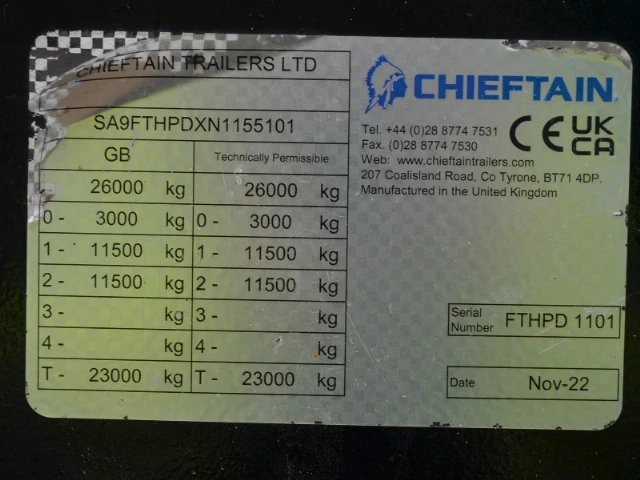 CHIEFTAIN TRAILERS LTD
SA9FTHPDXN1155101
GB Technically Permissible
26000 kg 26000 kg
0- 3000 kg 0- 3000 kg
1- 11500 kg 1- 11500 kg
2- 11500 kg 2- 11500 kg
3- kg 3- kg
4- kg 4- kg
T- 23000 kg T- 23000 kg
CHIEFTAIN
Tel. +44 (0)28 8774 7531
Fax. (0)28 8774 7530
CE UK CA
Web: www.chieftaintrailers.com
207 Coalisland Road, Co Tyrone, BT71 4DP.
Manufactured in the United Kingdom
Serial Number FTHPD 1101
Date Nov-22